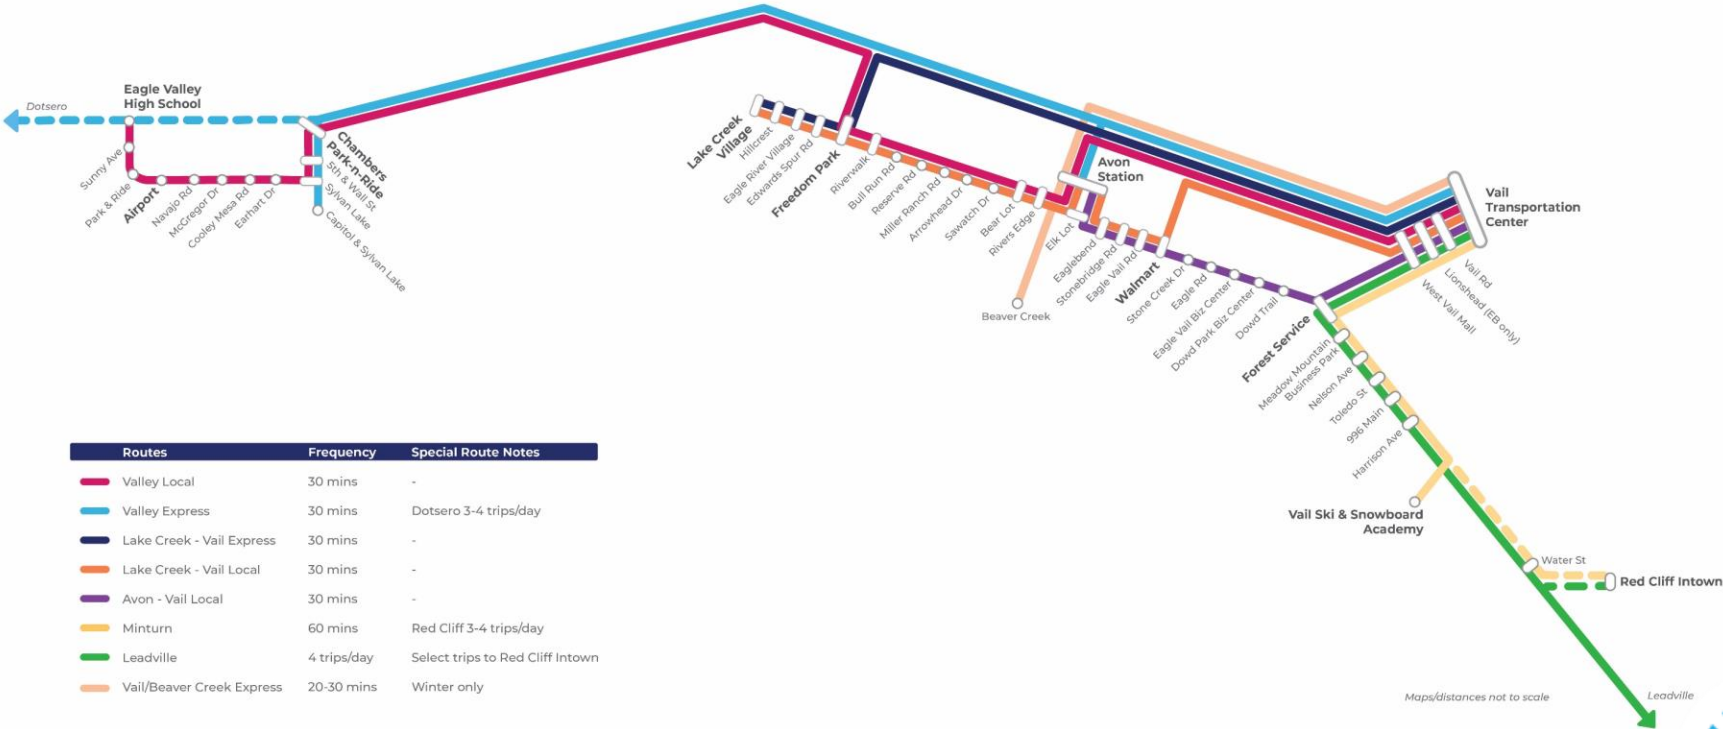 Dotsero
Eagle Valley
High School
Sunny Ave
Park & Ride
Airport
Navajo Rd
McGregor Dr
Cooley Mesa Rd
Earhart Dr
Chambers
Park-n-Ride
5th & Wall St
Sylvan Lake
Capitol & Sylvan Lake
Lake Creek
Village
Hillcrest
Eagle River Village
Edwards Spur Rd
Freedom Park
Riverwalk
Bull Run Rd
Reserve Rd
Miller Ranch Rd
Arrowhead Dr
Sawatch Dr
Bear Lot
Rivers Edge
Beaver Creek
Avon
Station
Elk Lot
Eaglebend
Stonebridge Rd
Eagle Vail Rd
Walmart
Stone Creek Dr
Eagle Rd
Eagle Vail Biz Center
Dowd Park Biz Center
Dowd Trail
Forest Service
Vail
Transportation
Center
Vail Rd
Lionshead (EB only)
West Vail Mall
Meadow Mountain
Business Park
Nelson Ave
Toledo St
996 Main
Harrison Ave
Vail Ski & Snowboard
Academy
Water St
Red Cliff Intown
Leadville
Maps/distances not to scale
Routes Frequency Special Route Notes
Valley Local 30 mins -
Valley Express 30 mins Dotsero 3-4 trips/day
Lake Creek - Vail Express 30 mins -
Lake Creek - Vail Local 30 mins -
Avon - Vail Local 30 mins -
Minturn 60 mins Red Cliff 3-4 trips/day
Leadville 4 trips/day Select trips to Red Cliff Intown
Vail/Beaver Creek Express 20-30 mins Winter only